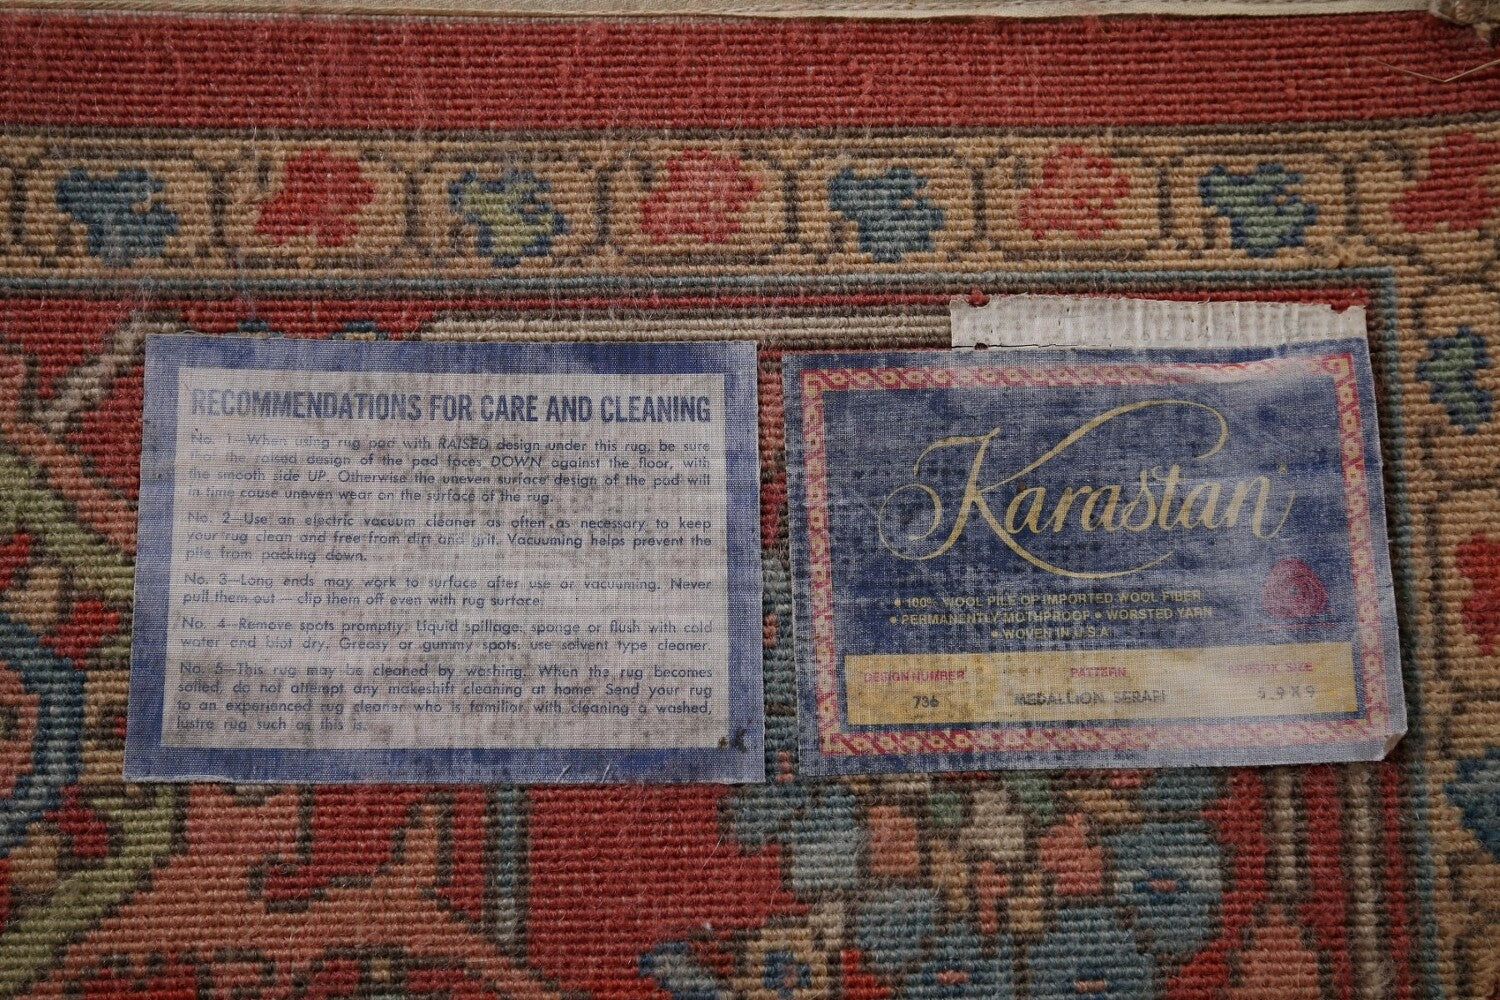 RECOMMENDATIONS FOR CARE AND CLEANING
No. 1—When using rug pad with RAISED design under this rug, be sure
that the raised design of the pad faces DOWN against the floor, with
the smooth side UP. Otherwise the uneven surface design of the pad will
in time cause uneven wear on the surface of the rug.
No. 2—Use an electric vacuum cleaner as often as necessary to keep
your rug clean and free from dirt and grit. Vacuuming helps prevent the
pile from packing down.
No. 3—Long ends may work to surface after use or vacuuming. Never
pull them out — clip them off even with rug surface.
No. 4—Remove spots promptly. Liquid spillage: sponge or flush with cold
water and blot dry. Greasy or gummy spots: use solvent type cleaner.
No. 5—This rug may be cleaned by washing. When the rug becomes
soiled, do not attempt any makeshift cleaning at home. Send your rug
to an experienced rug cleaner who is familiar with cleaning a washed,
lustre rug such as this is.
Karastan
• 100% WOOL PILE OF IMPORTED WOOL FIBER
• PERMANENTLY MOTHPROOF • WORSTED YARN
• WOVEN IN U.S.A.
DESIGN NUMBER PATTERN APPROX. SIZE
736 MEDALLION SERAPI 5.9X9